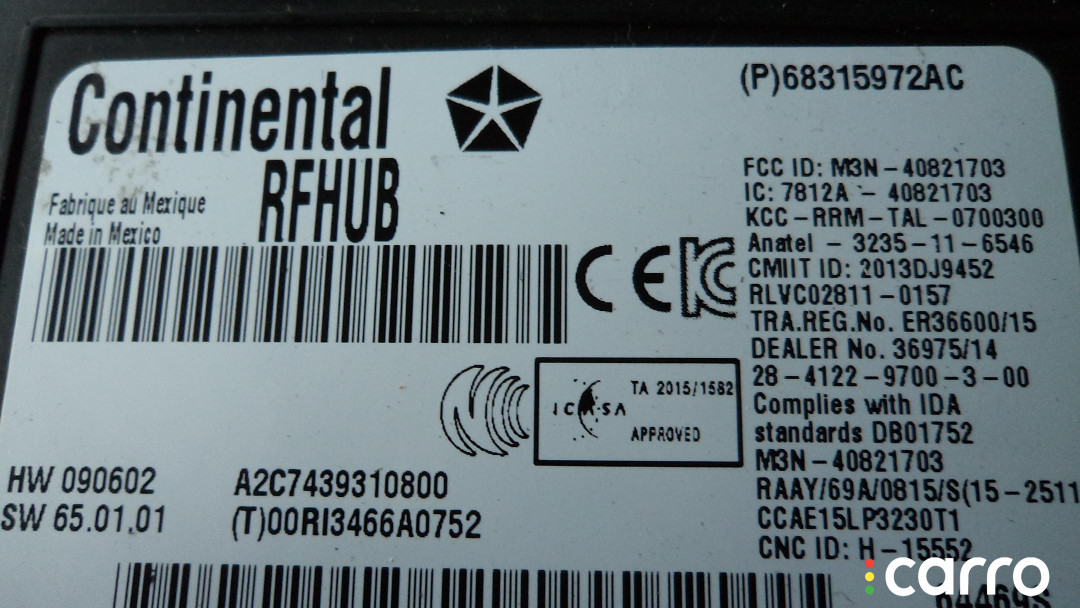 Continental
RFHUB
Fabrique au Mexique
Made in Mexico
(P)68315972AC
FCC ID: M3N-40821703
IC: 7812A - 40821703
KCC-RRM-TAL-0700300
Anatel - 3235-11-6546
CMIIT ID: 2013DJ9452
RLVC02811-0157
TRA.REG.No. ER36600/15
DEALER No. 36975/14
28-4122-9700-3-00
Complies with IDA
standards DB01752
M3N-40821703
RAAY/69A/0815/S(15-2511
CCAE15LP3230T1
CNC ID: H-15552
CE
ICASA
TA 2015/1582
APPROVED
HW 090602
SW 65.01.01
A2C7439310800
(T)00RI3466A0752
carro